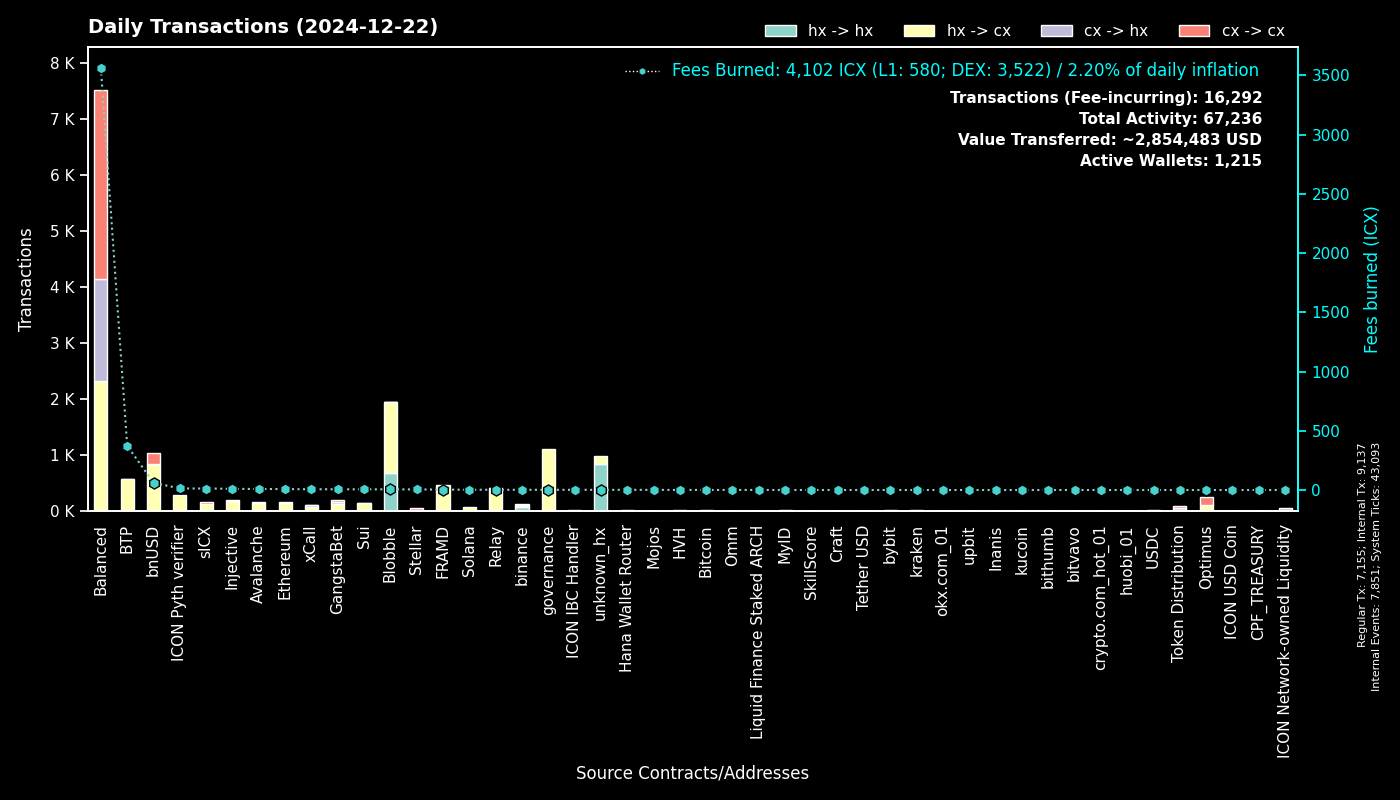 Daily Transactions (2024-12-22)
hx -> hx
hx -> cx
cx -> hx
cx -> cx
Fees Burned: 4,102 ICX (L1: 580; DEX: 3,522) / 2.20% of daily inflation
Transactions (Fee-incurring): 16,292
Total Activity: 67,236
Value Transferred: ~2,854,483 USD
Active Wallets: 1,215
Transactions
8 K
7 K
6 K
5 K
4 K
3 K
2 K
1 K
0 K
3500
3000
2500
2000
1500
1000
500
0
Fees burned (ICX)
Regular Tx: 7,155; Internal Tx: 9,137
Internal Events: 7,851; System Ticks: 43,093
Balanced
BTP
bnUSD
ICON Pyth verifier
sICX
Injective
Avalanche
Ethereum
xCall
GangstaBet
Sui
Blobble
Stellar
FRAMD
Solana
Relay
binance
governance
ICON IBC Handler
unknown_hx
Hana Wallet Router
Mojos
HVH
Bitcoin
Omm
Liquid Finance Staked ARCH
MyID
SkillScore
Craft
Tether USD
bybit
kraken
okx.com_01
upbit
Inanis
kucoin
bithumb
bitvavo
crypto.com_hot_01
huobi_01
USDC
Token Distribution
Optimus
ICON USD Coin
CPF_TREASURY
ICON Network-owned Liquidity
Source Contracts/Addresses